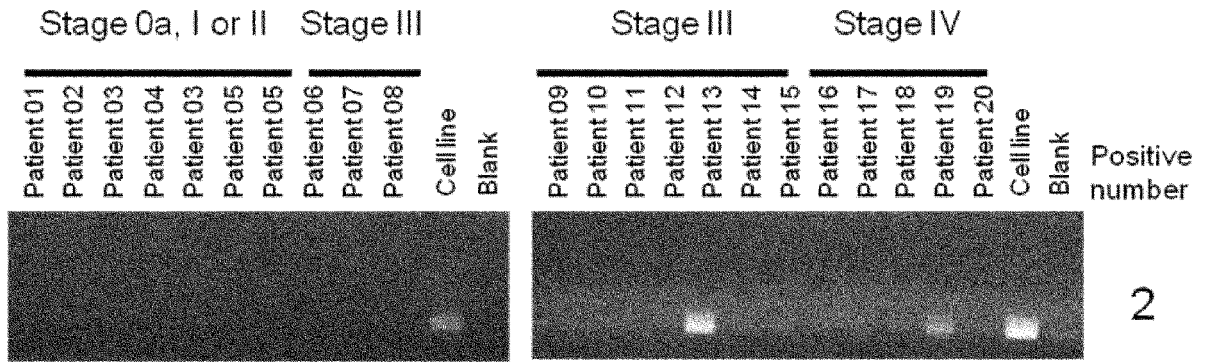 Stage 0a, I or II
Stage III
Stage III
Stage IV
Patient 01
Patient 02
Patient 03
Patient 04
Patient 03
Patient 05
Patient 05
Patient 06
Patient 07
Patient 08
Cell line
Blank
Patient 09
Patient 10
Patient 11
Patient 12
Patient 13
Patient 14
Patient 15
Patient 16
Patient 17
Patient 18
Patient 19
Patient 20
Cell line
Blank
Positive
number
2